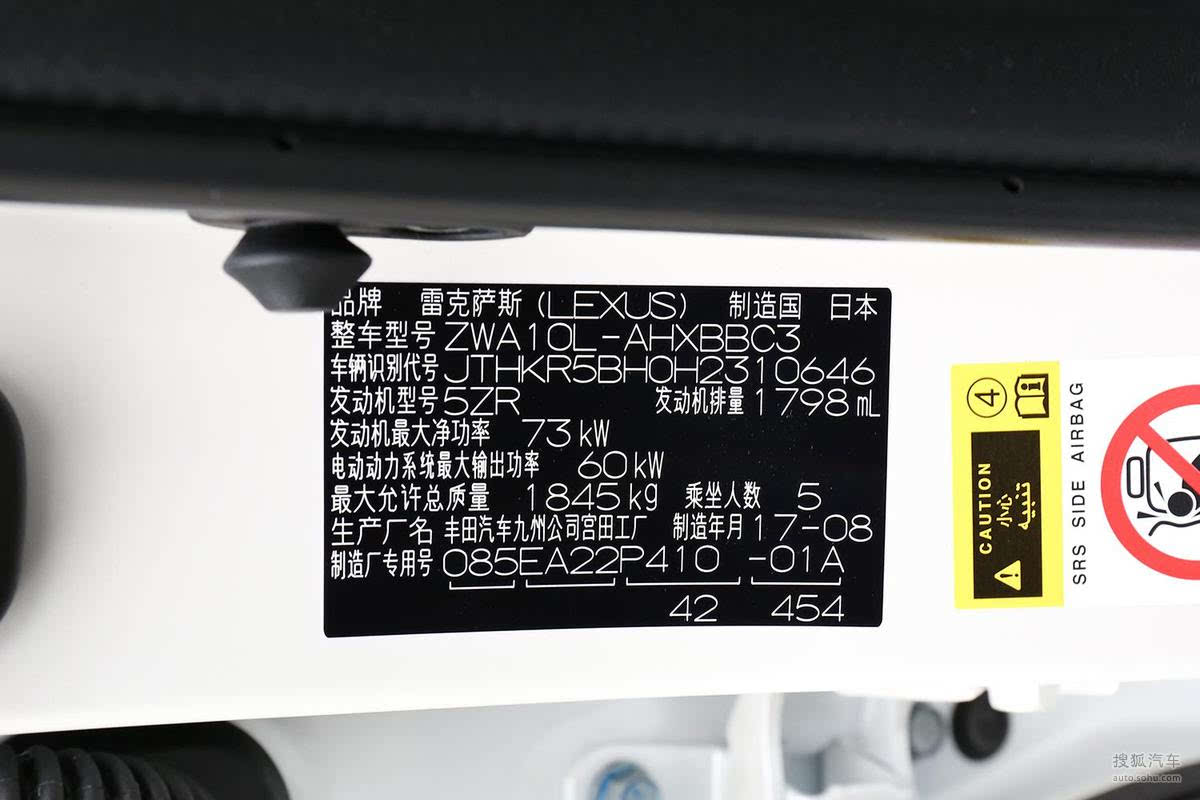 品牌 雷克萨斯 (LEXUS) 制造国 日本
整车型号 ZWA10L-AHXBBC3
车辆识别代号 JTHKR5BH0H2310646
发动机型号 5ZR 发动机排量 1798 mL
发动机最大净功率 73 kW
电动动力系统最大输出功率 60 kW
最大允许总质量 1845 kg 乘坐人数 5
生产厂名 丰田汽车九州公司宫田工厂 制造年月 17-08
制造厂专用号 085EA22P410 -01A
42 454
4
CAUTION
小心
تنبيه
SRS SIDE AIRBAG
搜狐汽车
auto.sohu.com